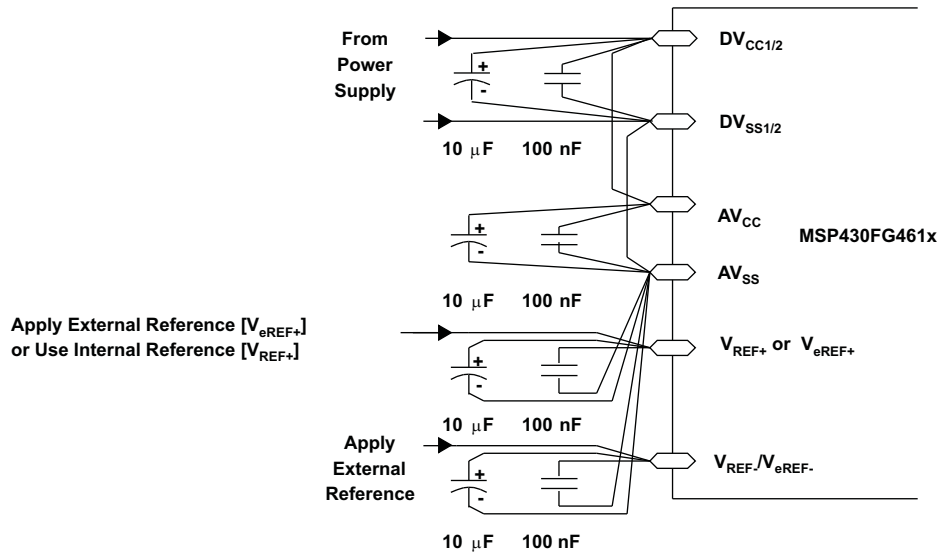 From
Power
Supply
+
-
10 μF 100 nF
DV_CC1/2
DV_SS1/2
+
-
10 μF 100 nF
AV_CC
AV_SS
MSP430FG461x
Apply External Reference [V_eREF+]
or Use Internal Reference [V_REF+]
+
-
10 μF 100 nF
V_REF+ or V_eREF+
Apply
External
Reference
+
-
10 μF 100 nF
V_REF-/V_eREF-